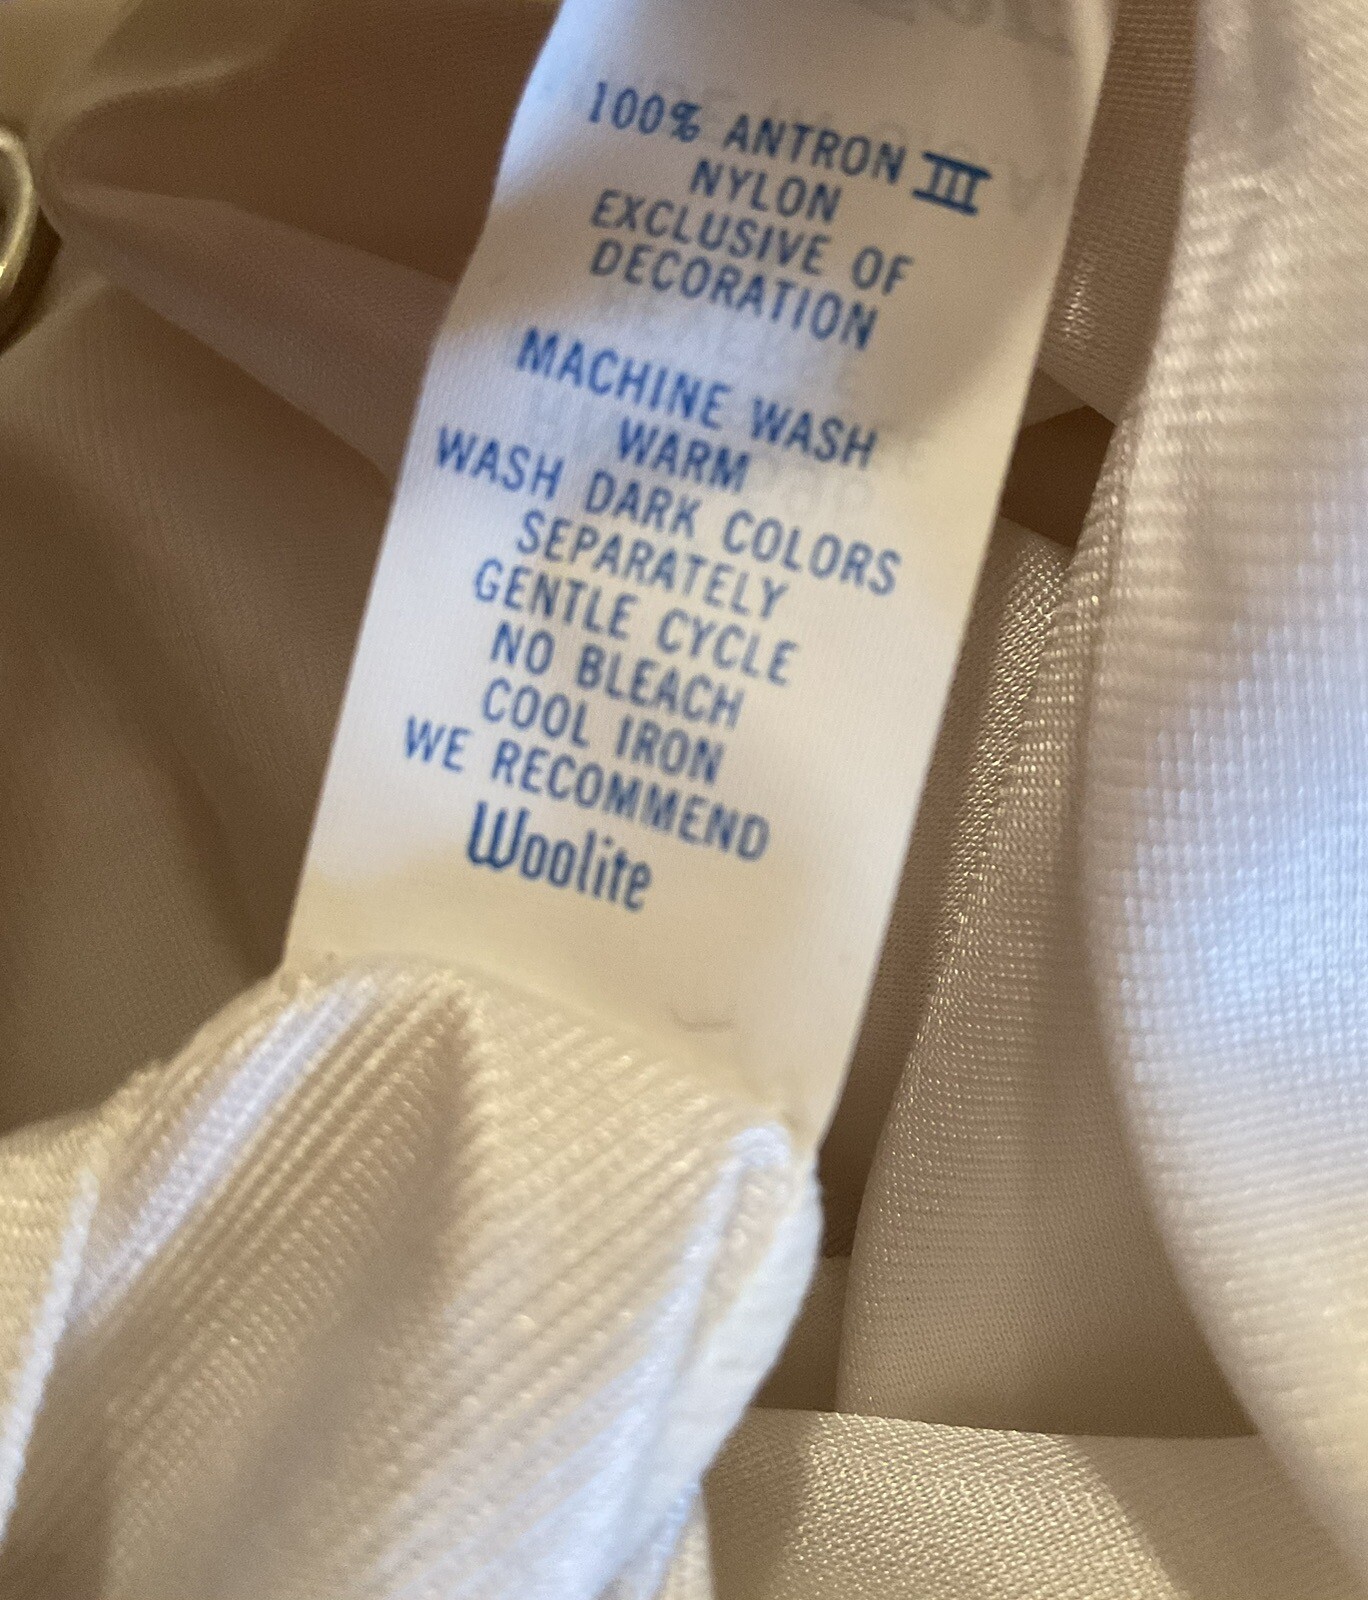 100% ANTRON III
NYLON
EXCLUSIVE OF
DECORATION
MACHINE WASH
WARM
WASH DARK COLORS
SEPARATELY
GENTLE CYCLE
NO BLEACH
COOL IRON
WE RECOMMEND
Woolite